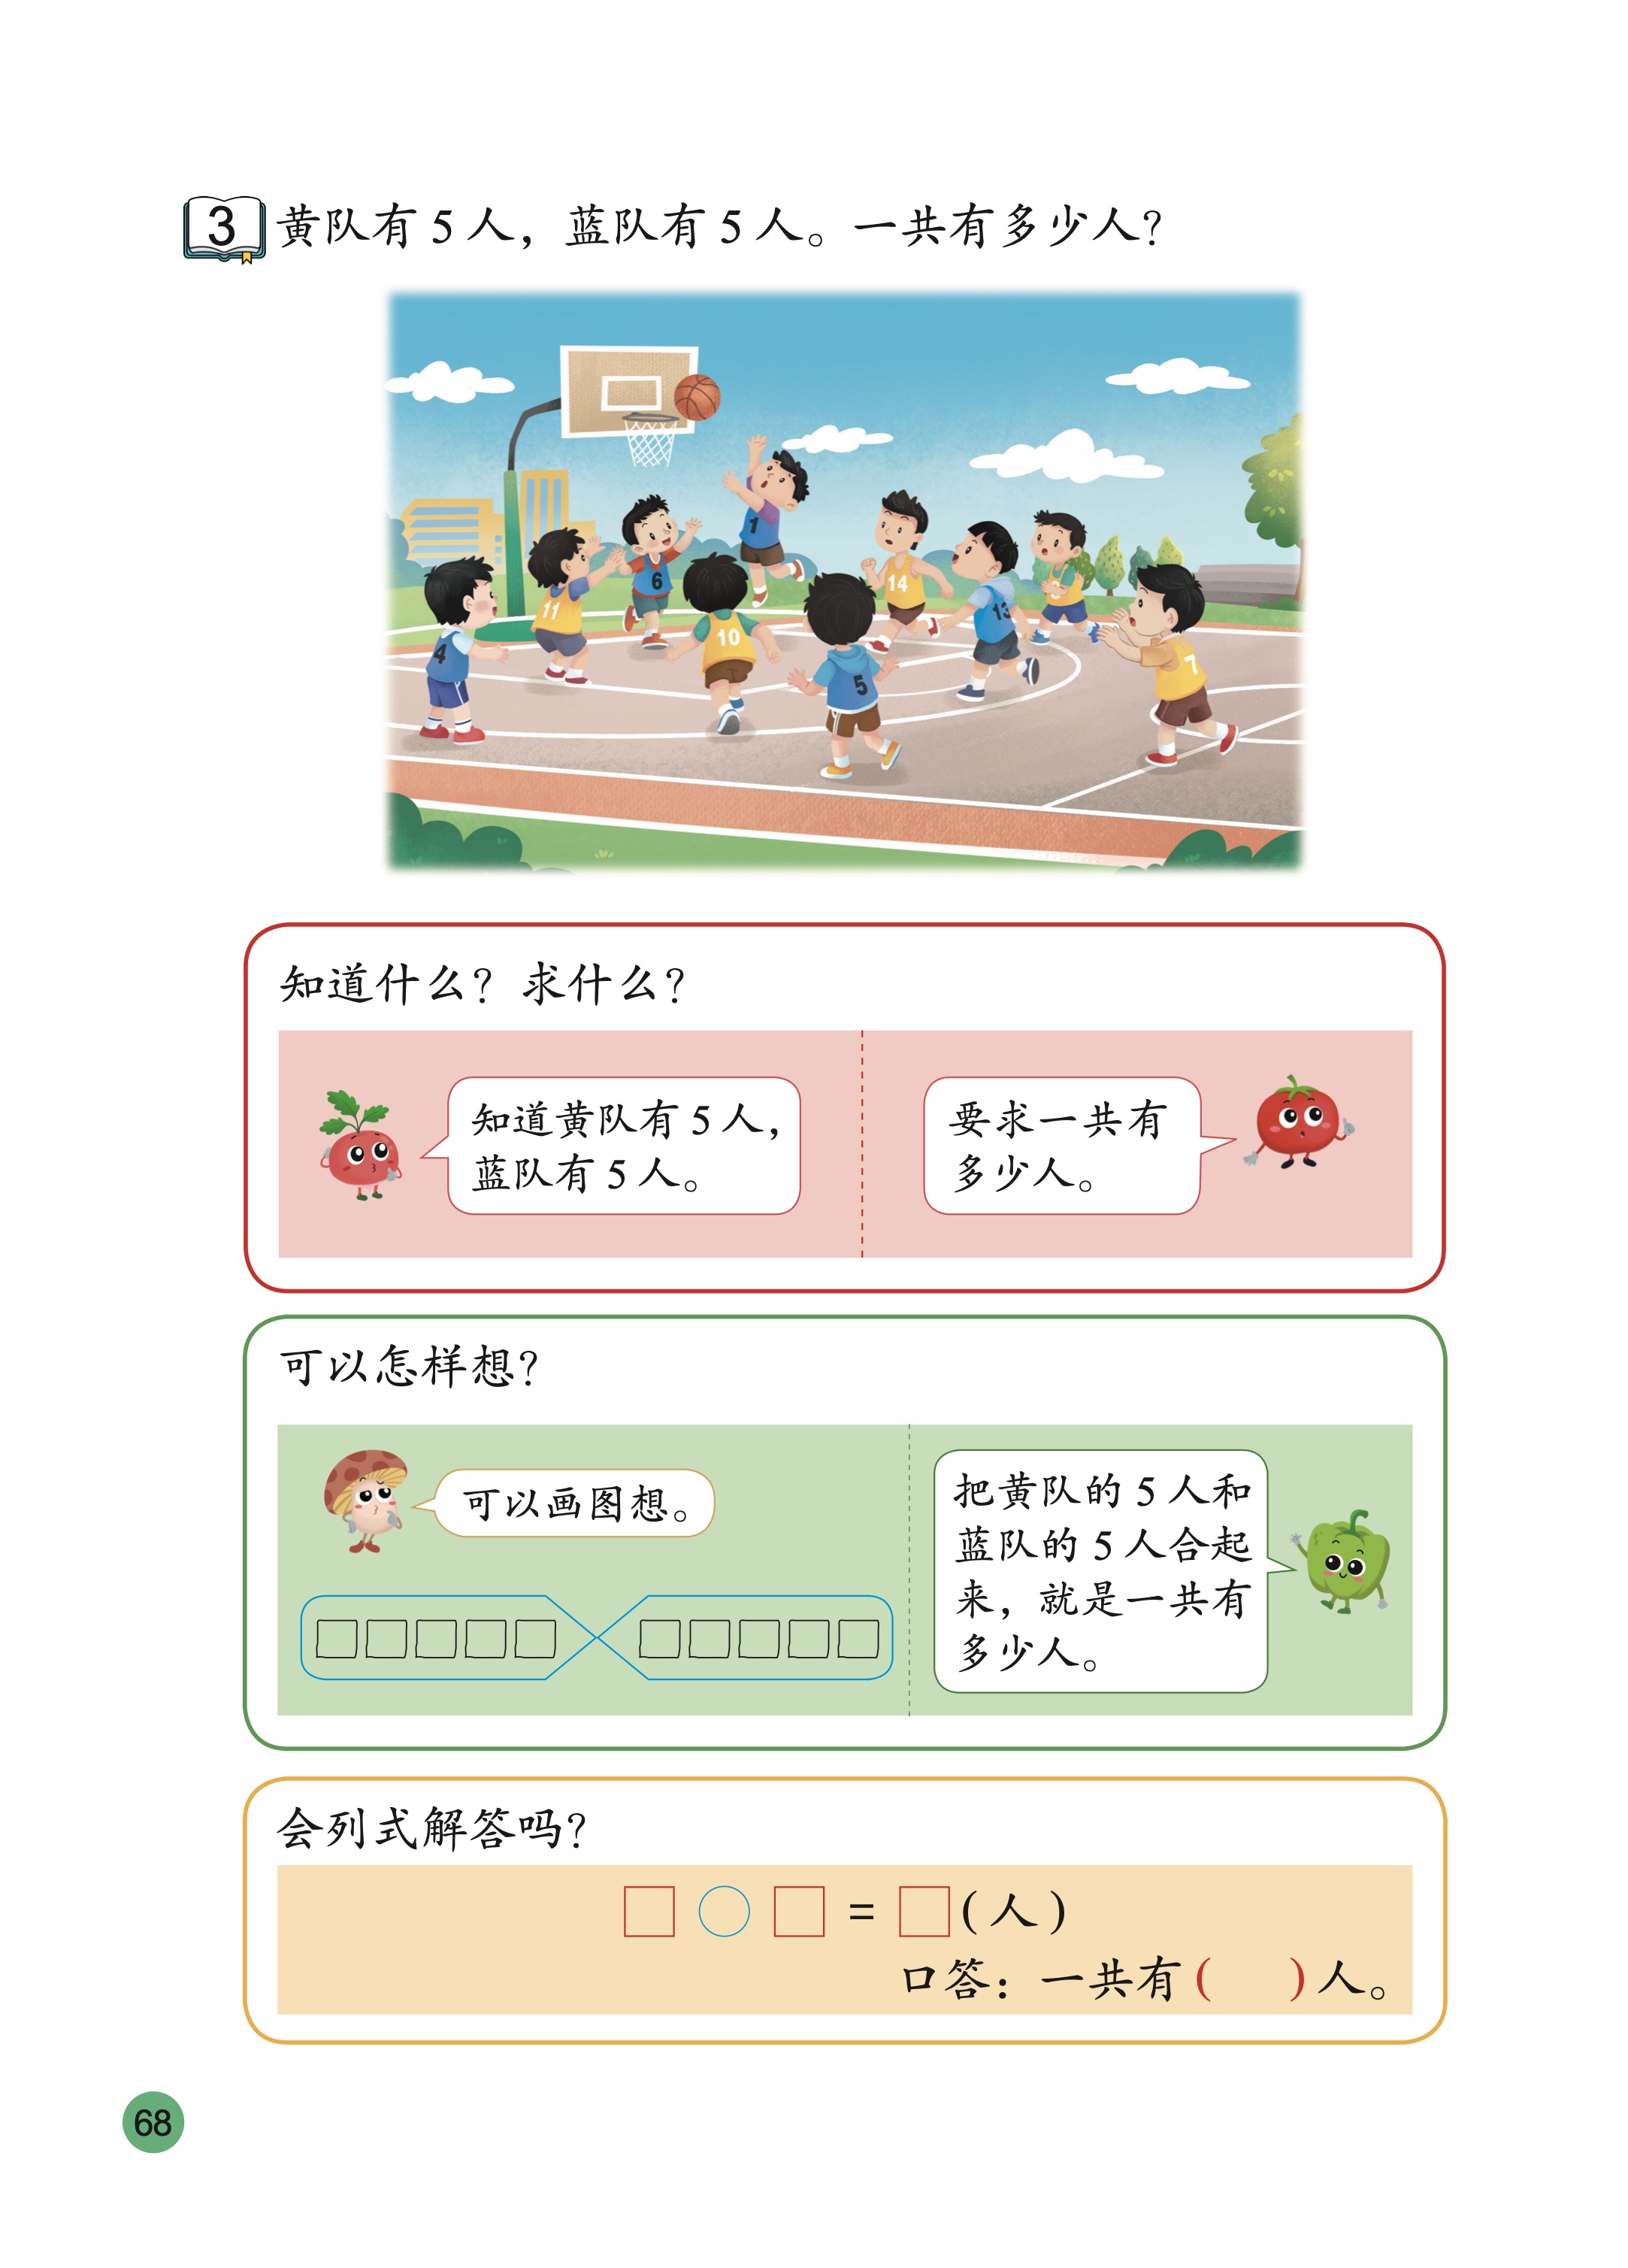 3 黄队有 5 人，蓝队有 5 人。一共有多少人？
1
6
14
11
13
10
4
5
7
知道什么？求什么？
知道黄队有 5 人，
蓝队有 5 人。
要求一共有
多少人。
可以怎样想？
可以画图想。
把黄队的 5 人和
蓝队的 5 人合起
来，就是一共有
多少人。
会列式解答吗？
□○□=□(人)
口答：一共有( )人。
68